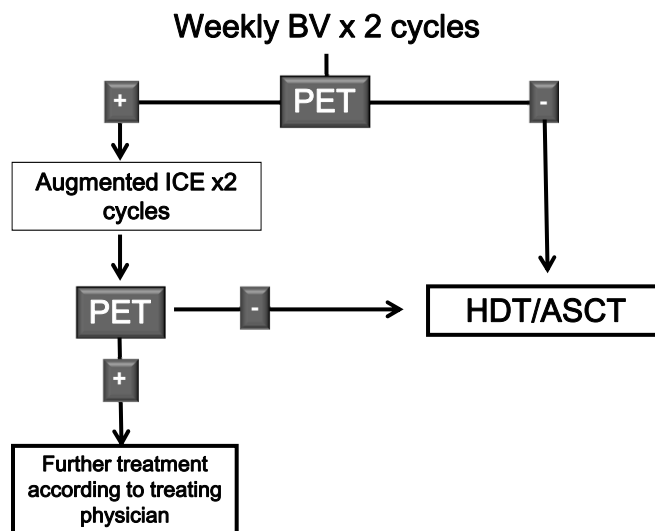 Weekly BV x 2 cycles
+
PET
-
Augmented ICE x2
cycles
PET
-
HDT/ASCT
+
Further treatment
according to treating
physician